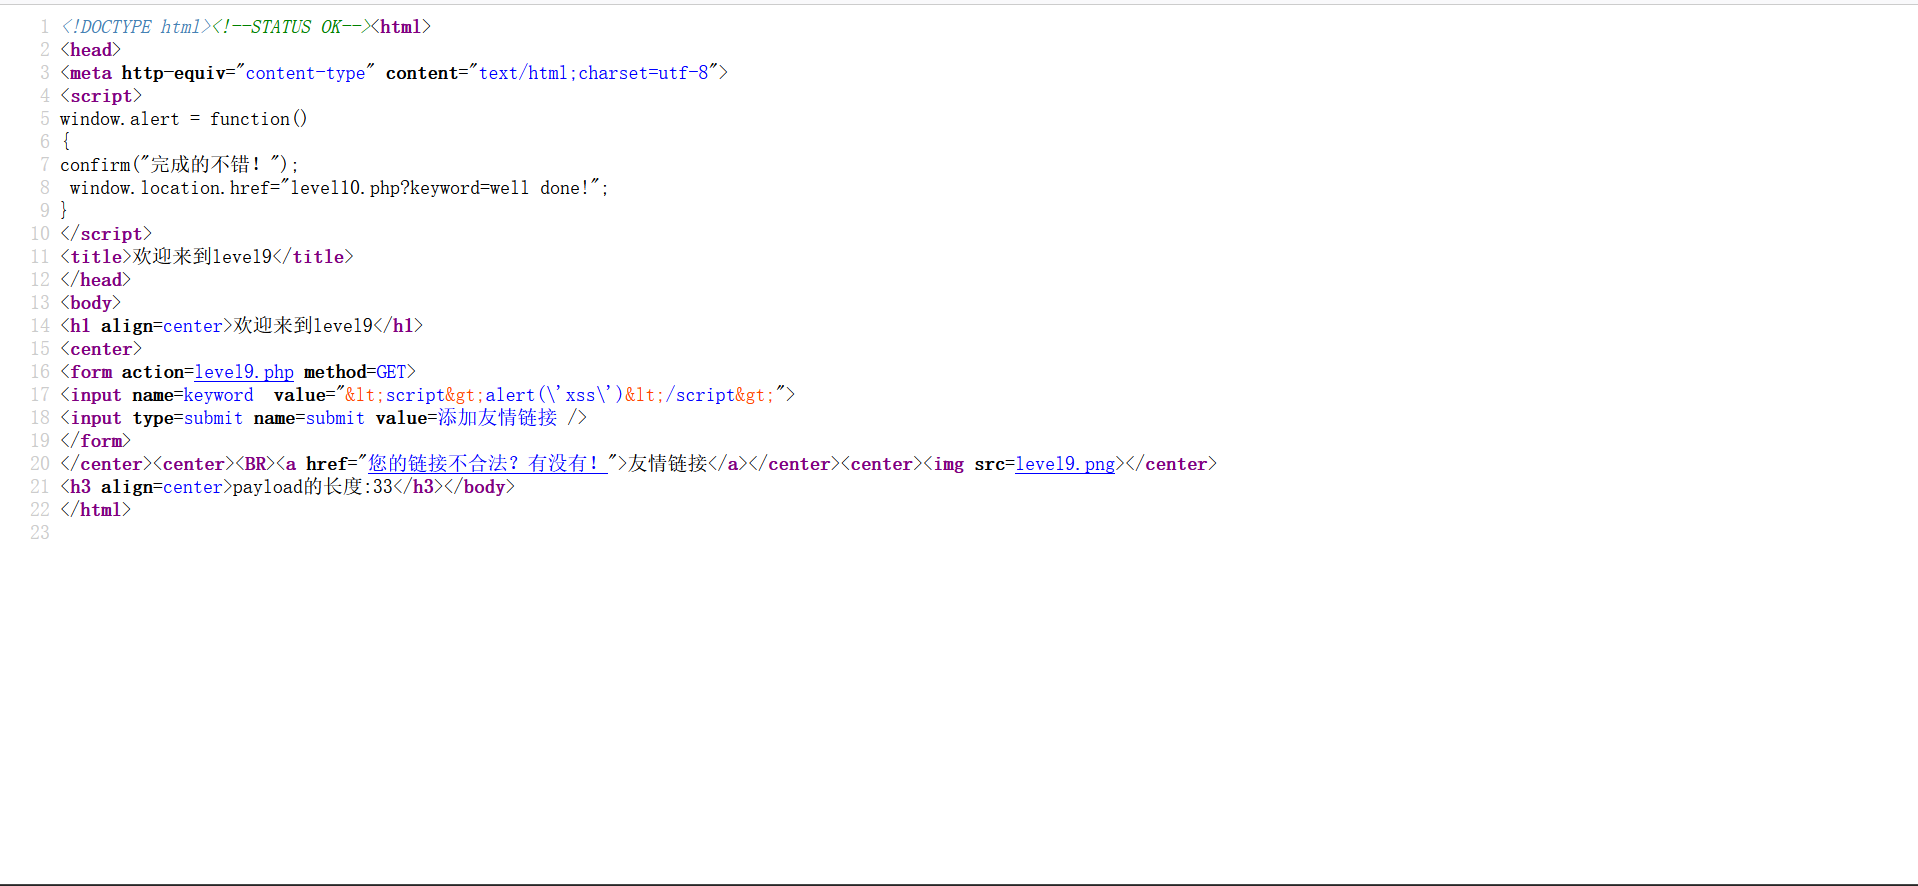 1 <!DOCTYPE html><!--STATUS OK--><html>
2 <head>
3 <meta http-equiv="content-type" content="text/html;charset=utf-8">
4 <script>
5 window.alert = function()
6 {
7 confirm("完成的不错！");
8  window.location.href="level10.php?keyword=well done!";
9 }
10 </script>
11 <title>欢迎来到level9</title>
12 </head>
13 <body>
14 <h1 align=center>欢迎来到level9</h1>
15 <center>
16 <form action=level9.php method=GET>
17 <input name=keyword  value="&lt;script&gt;alert(\'xss\')&lt;/script&gt;">
18 <input type=submit name=submit value=添加友情链接 />
19 </form>
20 </center><center><BR><a href="您的链接不合法？有没有！">友情链接</a></center><center><img src=level9.png></center>
21 <h3 align=center>payload的长度:33</h3></body>
22 </html>
23